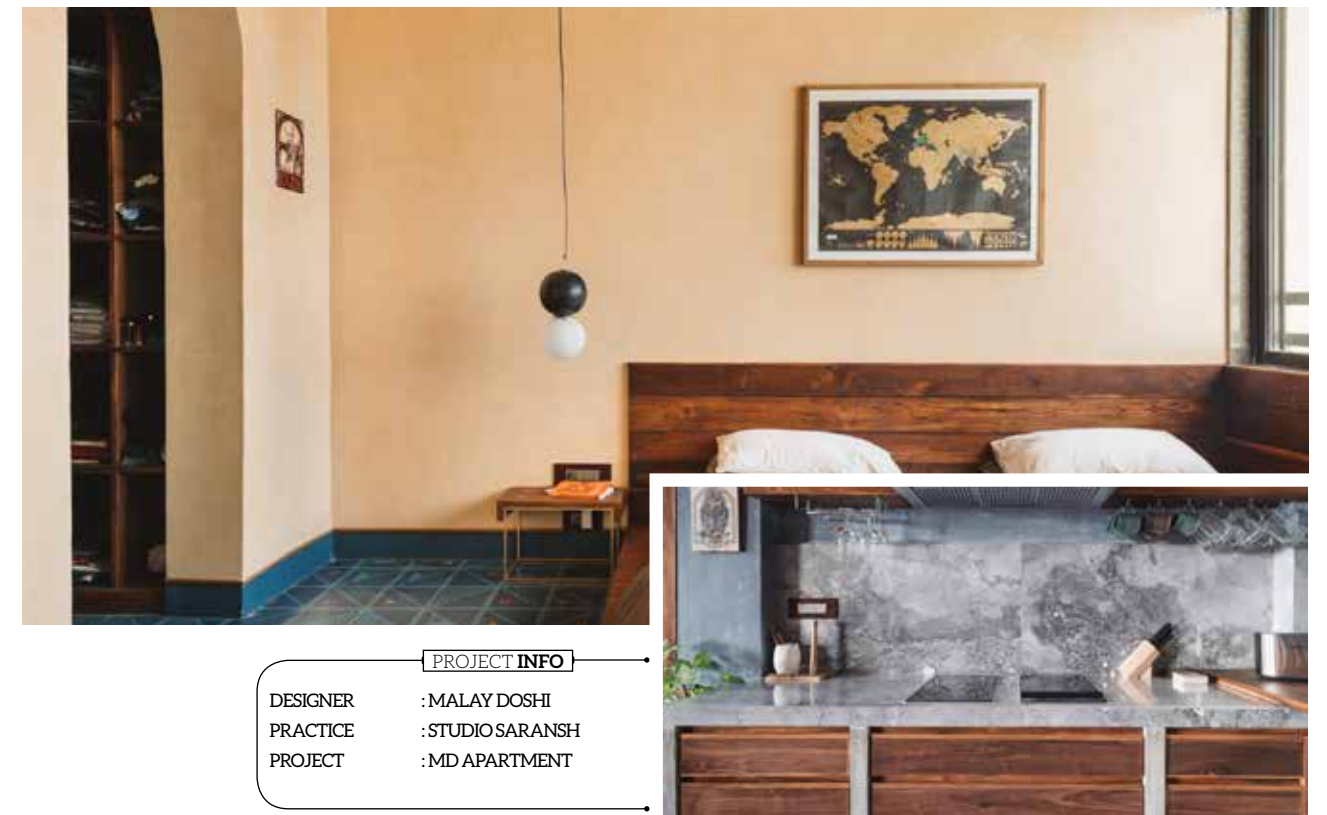 PROJECT INFO
DESIGNER : MALAY DOSHI
PRACTICE : STUDIO SARANSH
PROJECT : MD APARTMENT